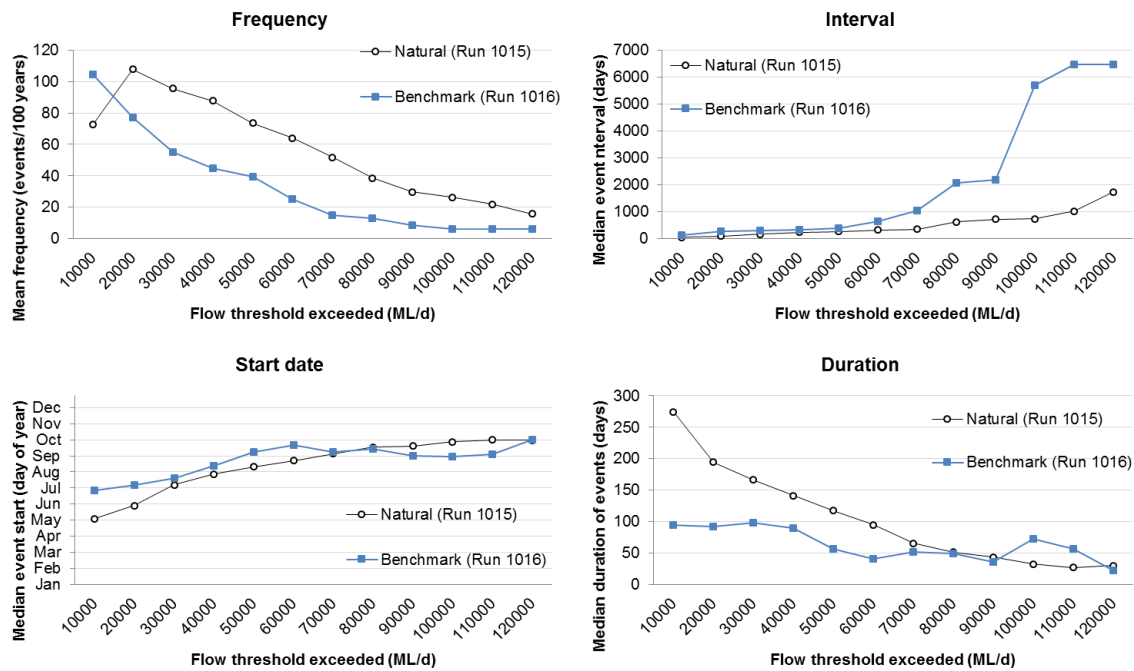 Frequency
Natural (Run 1015)
Benchmark (Run 1016)
Mean frequency (events/100 years)
120
100
80
60
40
20
0
10000 20000 30000 40000 50000 60000 70000 80000 90000 100000 110000 120000
Flow threshold exceeded (ML/d)
Interval
Natural (Run 1015)
Benchmark (Run 1016)
Median event nterval (days)
7000
6000
5000
4000
3000
2000
1000
0
10000 20000 30000 40000 50000 60000 70000 80000 90000 100000 110000 120000
Flow threshold exceeded (ML/d)
Start date
Median event start (day of year)
Dec
Nov
Oct
Sep
Aug
Jul
Jun
May
Apr
Mar
Feb
Jan
Natural (Run 1015)
Benchmark (Run 1016)
10000 20000 30000 40000 50000 60000 70000 80000 90000 100000 110000 120000
Flow threshold exceeded (ML/d)
Duration
Median duration of events (days)
300
250
200
150
100
50
0
Natural (Run 1015)
Benchmark (Run 1016)
10000 20000 30000 40000 50000 60000 70000 80000 90000 100000 110000 120000
Flow threshold exceeded (ML/d)